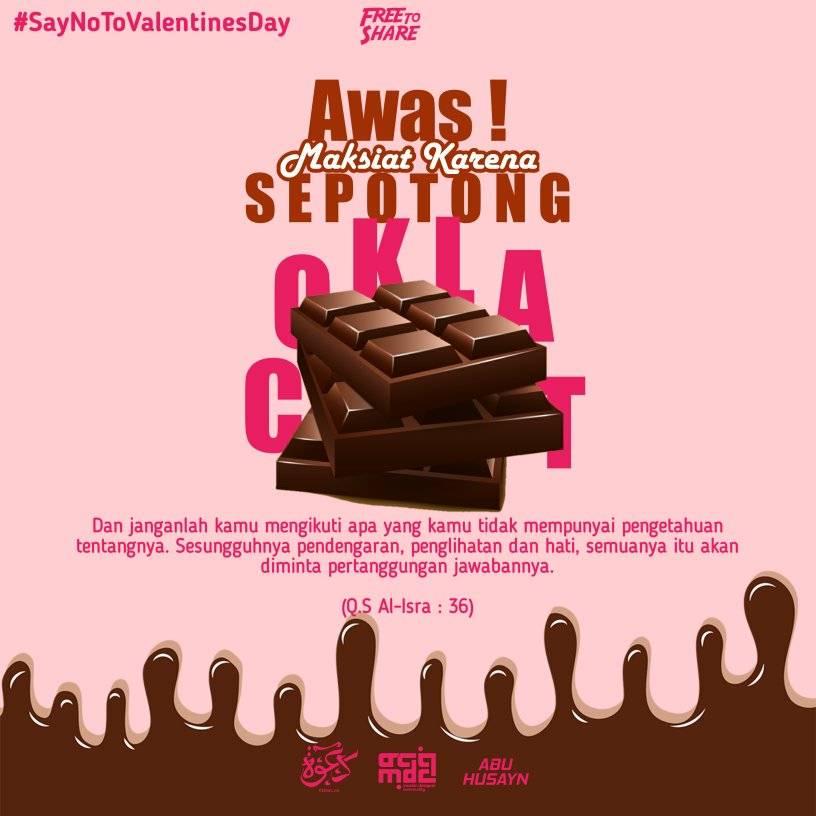 #SayNoToValentinesDay
FREE TO
SHARE
Awas !
Maksiat Karena
SEPOTONG
COKLAT
Dan janganlah kamu mengikuti apa yang kamu tidak mempunyai pengetahuan
tentangnya. Sesungguhnya pendengaran, penglihatan dan hati, semuanya itu akan
diminta pertanggungan jawabannya.
(Q.S Al-Isra : 36)
ABU
HUSAYN